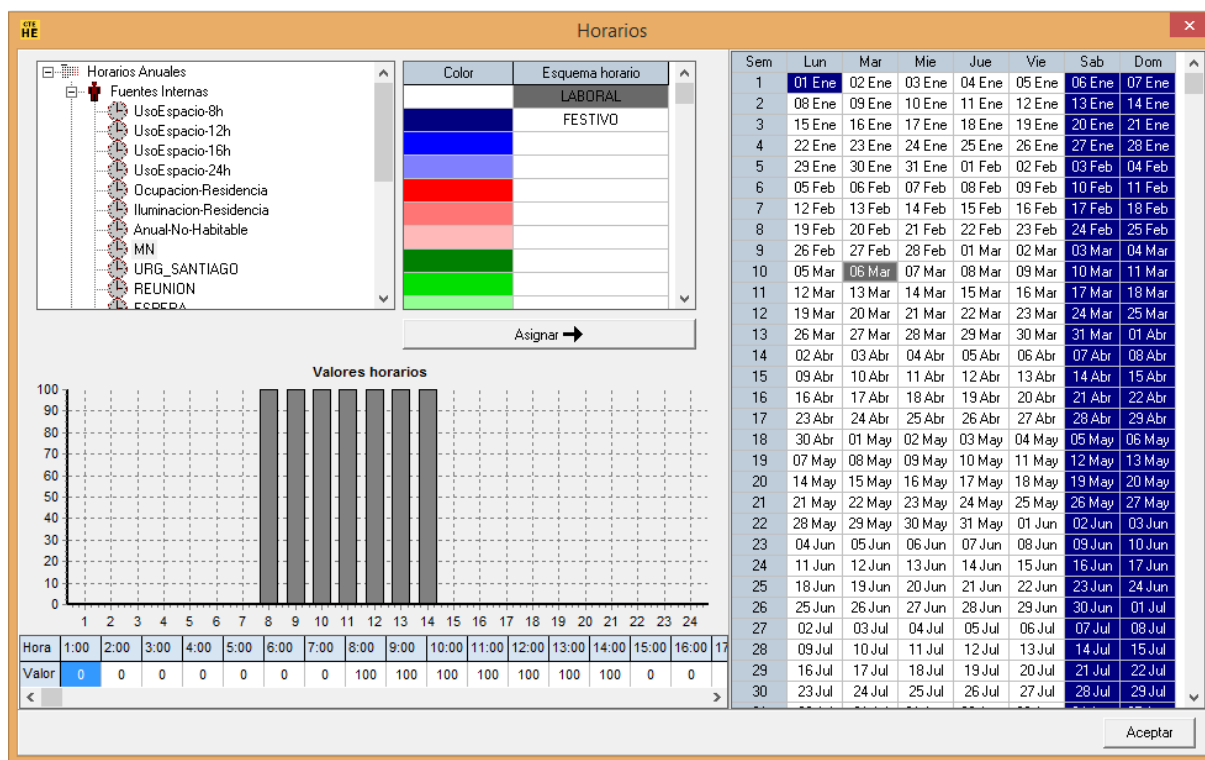 CTE HE Horarios
Horarios Anuales
Fuentes Internas
UsoEspacio-8h
UsoEspacio-12h
UsoEspacio-16h
UsoEspacio-24h
Ocupacion-Residencia
Iluminacion-Residencia
Anual-No-Habitable
MN
URG_SANTIAGO
REUNION
ESPERA
Color Esquema horario
LABORAL
FESTIVO
Asignar
Valores horarios
100
90
80
70
60
50
40
30
20
10
0
1 2 3 4 5 6 7 8 9 10 11 12 13 14 15 16 17 18 19 20 21 22 23 24
Hora 1:00 2:00 3:00 4:00 5:00 6:00 7:00 8:00 9:00 10:00 11:00 12:00 13:00 14:00 15:00 16:00 17
Valor 0 0 0 0 0 0 0 100 100 100 100 100 100 100 0 0
Sem Lun Mar Mie Jue Vie Sab Dom
1 01 Ene 02 Ene 03 Ene 04 Ene 05 Ene 06 Ene 07 Ene
2 08 Ene 09 Ene 10 Ene 11 Ene 12 Ene 13 Ene 14 Ene
3 15 Ene 16 Ene 17 Ene 18 Ene 19 Ene 20 Ene 21 Ene
4 22 Ene 23 Ene 24 Ene 25 Ene 26 Ene 27 Ene 28 Ene
5 29 Ene 30 Ene 31 Ene 01 Feb 02 Feb 03 Feb 04 Feb
6 05 Feb 06 Feb 07 Feb 08 Feb 09 Feb 10 Feb 11 Feb
7 12 Feb 13 Feb 14 Feb 15 Feb 16 Feb 17 Feb 18 Feb
8 19 Feb 20 Feb 21 Feb 22 Feb 23 Feb 24 Feb 25 Feb
9 26 Feb 27 Feb 28 Feb 01 Mar 02 Mar 03 Mar 04 Mar
10 05 Mar 06 Mar 07 Mar 08 Mar 09 Mar 10 Mar 11 Mar
11 12 Mar 13 Mar 14 Mar 15 Mar 16 Mar 17 Mar 18 Mar
12 19 Mar 20 Mar 21 Mar 22 Mar 23 Mar 24 Mar 25 Mar
13 26 Mar 27 Mar 28 Mar 29 Mar 30 Mar 31 Mar 01 Abr
14 02 Abr 03 Abr 04 Abr 05 Abr 06 Abr 07 Abr 08 Abr
15 09 Abr 10 Abr 11 Abr 12 Abr 13 Abr 14 Abr 15 Abr
16 16 Abr 17 Abr 18 Abr 19 Abr 20 Abr 21 Abr 22 Abr
17 23 Abr 24 Abr 25 Abr 26 Abr 27 Abr 28 Abr 29 Abr
18 30 Abr 01 May 02 May 03 May 04 May 05 May 06 May
19 07 May 08 May 09 May 10 May 11 May 12 May 13 May
20 14 May 15 May 16 May 17 May 18 May 19 May 20 May
21 21 May 22 May 23 May 24 May 25 May 26 May 27 May
22 28 May 29 May 30 May 31 May 01 Jun 02 Jun 03 Jun
23 04 Jun 05 Jun 06 Jun 07 Jun 08 Jun 09 Jun 10 Jun
24 11 Jun 12 Jun 13 Jun 14 Jun 15 Jun 16 Jun 17 Jun
25 18 Jun 19 Jun 20 Jun 21 Jun 22 Jun 23 Jun 24 Jun
26 25 Jun 26 Jun 27 Jun 28 Jun 29 Jun 30 Jun 01 Jul
27 02 Jul 03 Jul 04 Jul 05 Jul 06 Jul 07 Jul 08 Jul
28 09 Jul 10 Jul 11 Jul 12 Jul 13 Jul 14 Jul 15 Jul
29 16 Jul 17 Jul 18 Jul 19 Jul 20 Jul 21 Jul 22 Jul
30 23 Jul 24 Jul 25 Jul 26 Jul 27 Jul 28 Jul 29 Jul
Aceptar